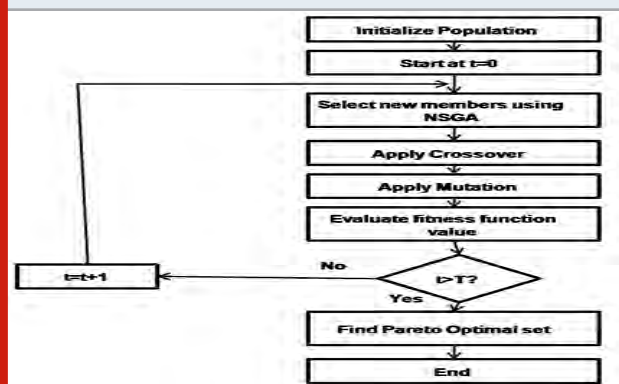 Initialize Population
Start at t=0
Select new members using
NSGA
Apply Crossover
Apply Mutation
Evaluate fitness function
value
t>T?
No
t=t+1
Yes
Find Pareto Optimal set
End